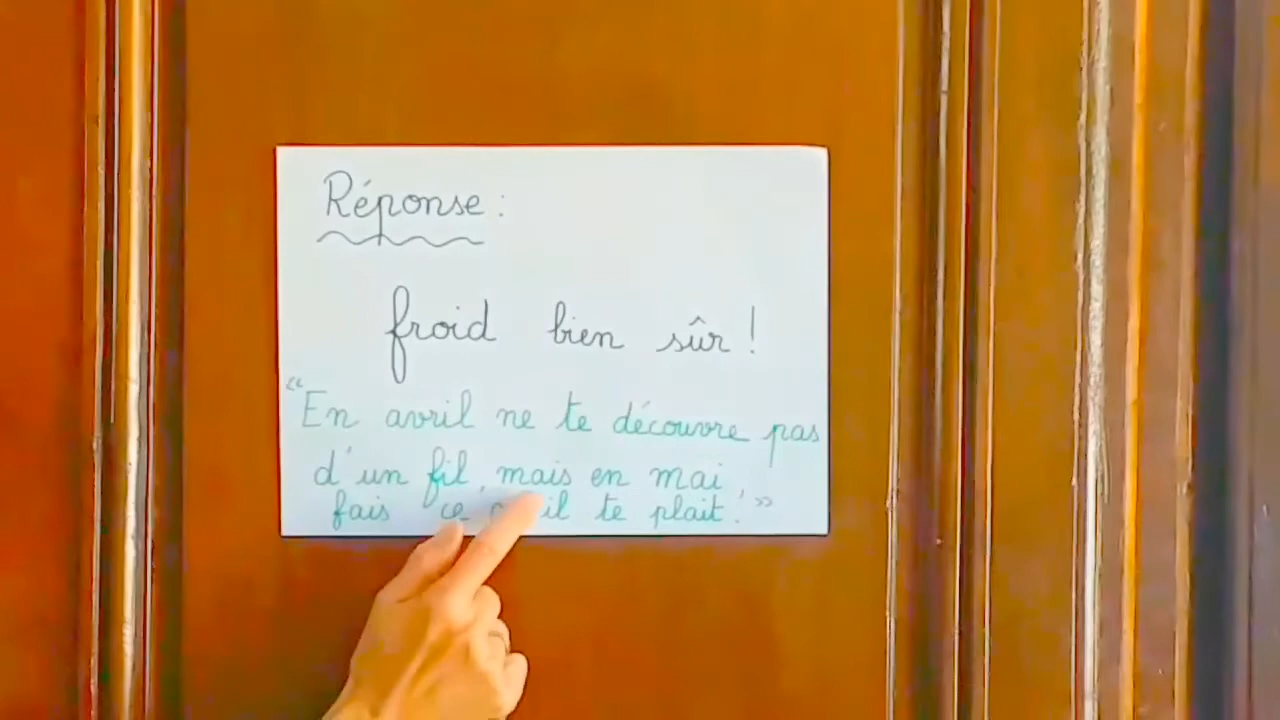 Réponse :
froid bien sûr !
"En avril ne te découvre pas
d'un fil, mais en mai
fais ce te plait ! "